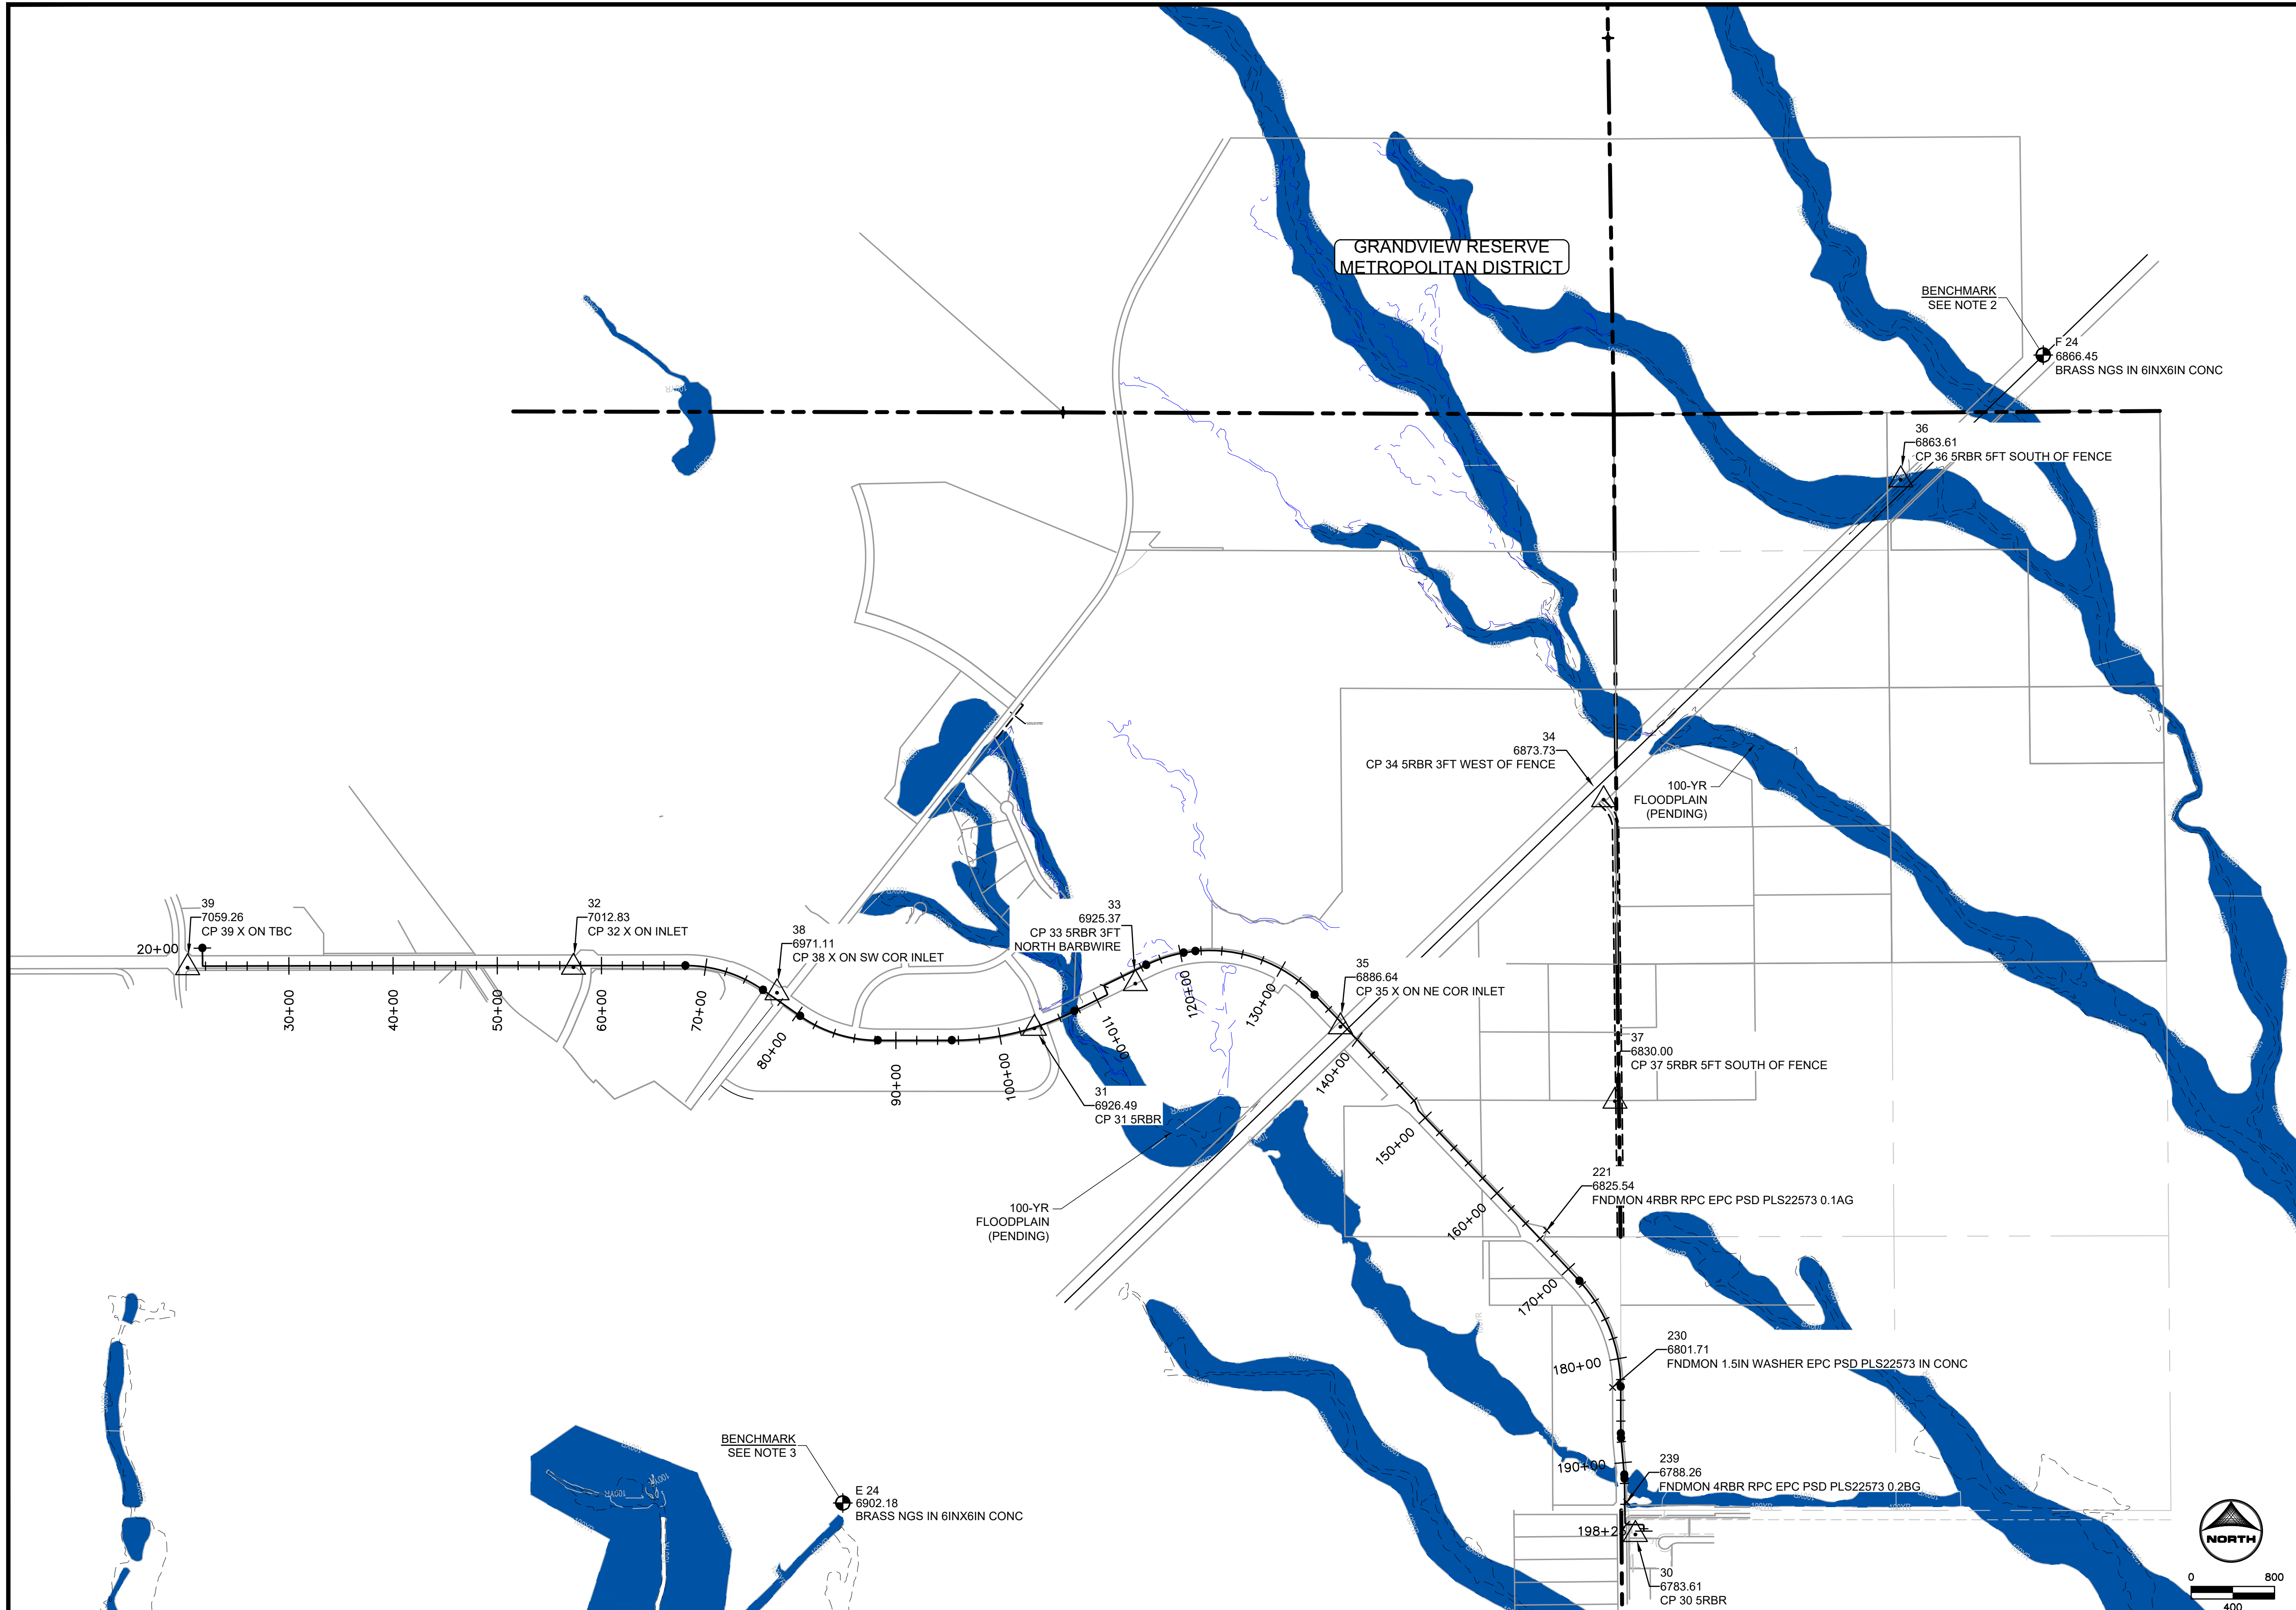 GRANDVIEW RESERVE
METROPOLITAN DISTRICT
BENCHMARK
SEE NOTE 2
F 24
6866.45
BRASS NGS IN 6INX6IN CONC
36
6863.61
CP 36 5RBR 5FT SOUTH OF FENCE
34
6873.73
CP 34 5RBR 3FT WEST OF FENCE
100-YR
FLOODPLAIN
(PENDING)
39
7059.26
CP 39 X ON TBC
20+00
32
7012.83
CP 32 X ON INLET
38
6971.11
CP 38 X ON SW COR INLET
33
6925.37
CP 33 5RBR 3FT
NORTH BARBWIRE
35
6886.64
CP 35 X ON NE COR INLET
30+00
40+00
50+00
60+00
70+00
80+00
90+00
100+00
110+00
120+00
130+00
140+00
150+00
160+00
170+00
180+00
190+00
31
6926.49
CP 31 5RBR
37
6830.00
CP 37 5RBR 5FT SOUTH OF FENCE
100-YR
FLOODPLAIN
(PENDING)
221
6825.54
FNDMON 4RBR RPC EPC PSD PLS22573 0.1AG
230
6801.71
FNDMON 1.5IN WASHER EPC PSD PLS22573 IN CONC
BENCHMARK
SEE NOTE 3
E 24
6902.18
BRASS NGS IN 6INX6IN CONC
239
6788.26
FNDMON 4RBR RPC EPC PSD PLS22573 0.2BG
198+2
30
6783.61
CP 30 5RBR
NORTH
0 800
400